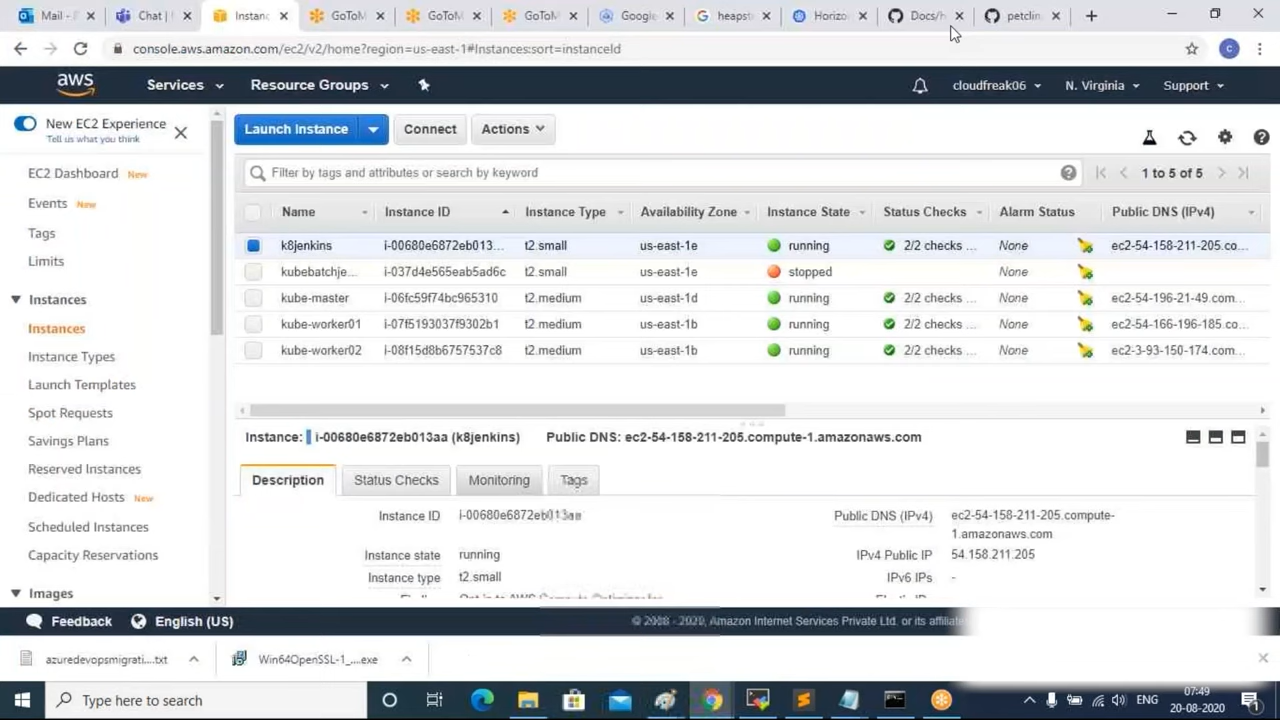 Mail - F
Chat |
Instanc
GoToM
GoToM
GoToM
Google
heapst
Horizo
Docs/h
petclin
console.aws.amazon.com/ec2/v2/home?region=us-east-1#Instances:sort=instanceId
C
aws
Services
Resource Groups
cloudfreak06
N. Virginia
Support
New EC2 Experience
Tell us what you think
Launch Instance
Connect
Actions
Filter by tags and attributes or search by keyword
1 to 5 of 5
EC2 Dashboard New
Events New
Tags
Limits
Instances
Instances
Instance Types
Launch Templates
Spot Requests
Savings Plans
Reserved Instances
Dedicated Hosts New
Scheduled Instances
Capacity Reservations
Images
Name Instance ID Instance Type Availability Zone Instance State Status Checks Alarm Status Public DNS (IPv4)
k8jenkins i-00680e6872eb013... t2.small us-east-1e running 2/2 checks ... None ec2-54-158-211-205.co...
kubebatchje... i-037d4e565eab5ad6c t2.small us-east-1e stopped None
kube-master i-06fc59f74bc965310 t2.medium us-east-1d running 2/2 checks ... None ec2-54-196-21-49.com...
kube-worker01 i-07f5193037f9302b1 t2.medium us-east-1b running 2/2 checks ... None ec2-54-166-196-185.co...
kube-worker02 i-08f15d8b6757537c8 t2.medium us-east-1b running 2/2 checks ... None ec2-3-93-150-174.com...
Instance: i-00680e6872eb013aa (k8jenkins) Public DNS: ec2-54-158-211-205.compute-1.amazonaws.com
Description
Status Checks
Monitoring
Tags
Instance ID i-00680e6872eb013aa
Public DNS (IPv4) ec2-54-158-211-205.compute-
1.amazonaws.com
Instance state running
IPv4 Public IP 54.158.211.205
Instance type t2.small
IPv6 IPs -
Feedback
English (US)
© 2008 - 2020, Amazon Internet Services Private Ltd. or its affiliate
azuredevopsmigrati....txt
Win64OpenSSL-1_....exe
Type here to search
ENG
07:49
20-08-2020
1